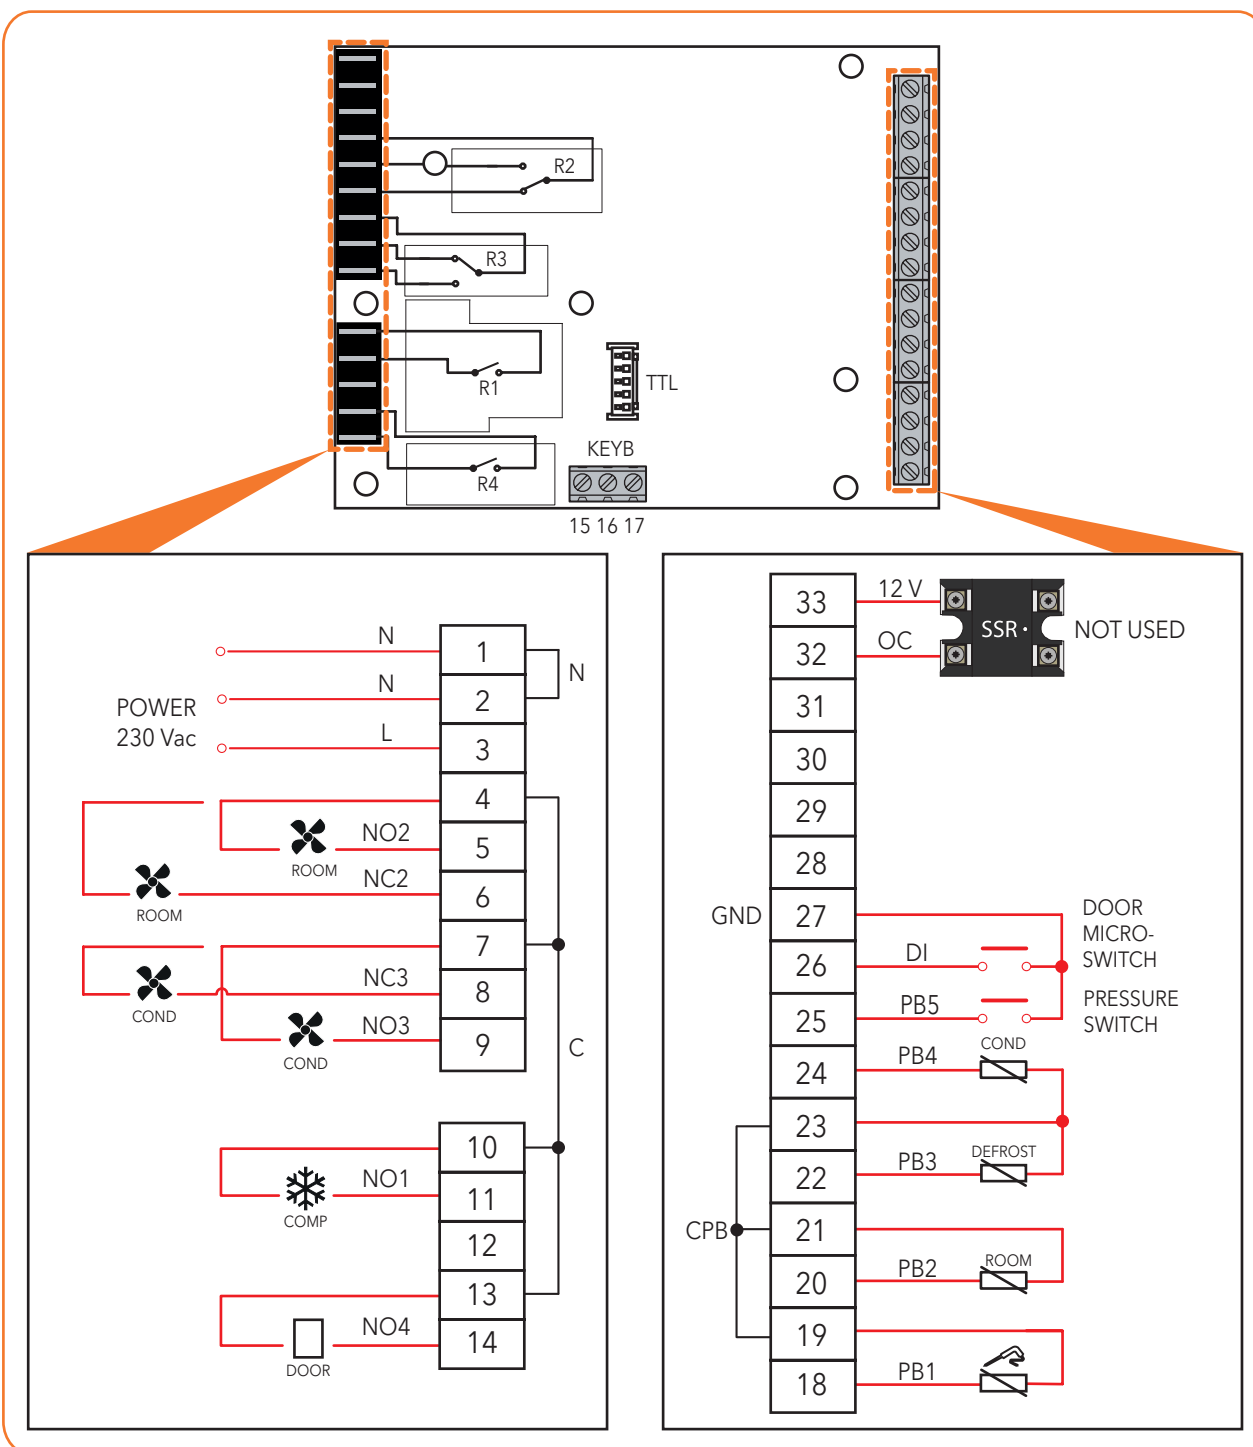 R2
R3
R1
TTL
R4
KEYB
15 16 17
N
1
N
2
N
POWER
230 Vac
L
3
4
NO2
5
ROOM
NC2
6
ROOM
7
NC3
8
COND
NO3
9
COND
C
10
NO1
11
COMP
12
13
NO4
14
DOOR
33
12 V
SSR
NOT USED
32
OC
31
30
29
28
GND
27
DOOR
MICRO-
SWITCH
26
DI
25
PB5
PRESSURE
SWITCH
COND
24
PB4
23
DEFROST
22
PB3
CPB
21
ROOM
20
PB2
19
18
PB1